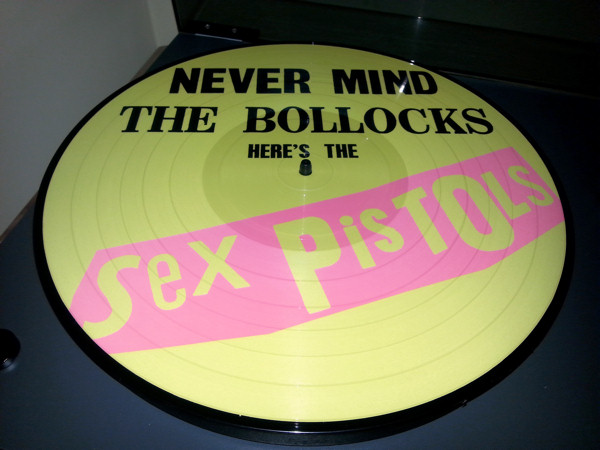 NEVER MIND
THE BOLLOCKS
HERE'S THE
Sex PisTOLs